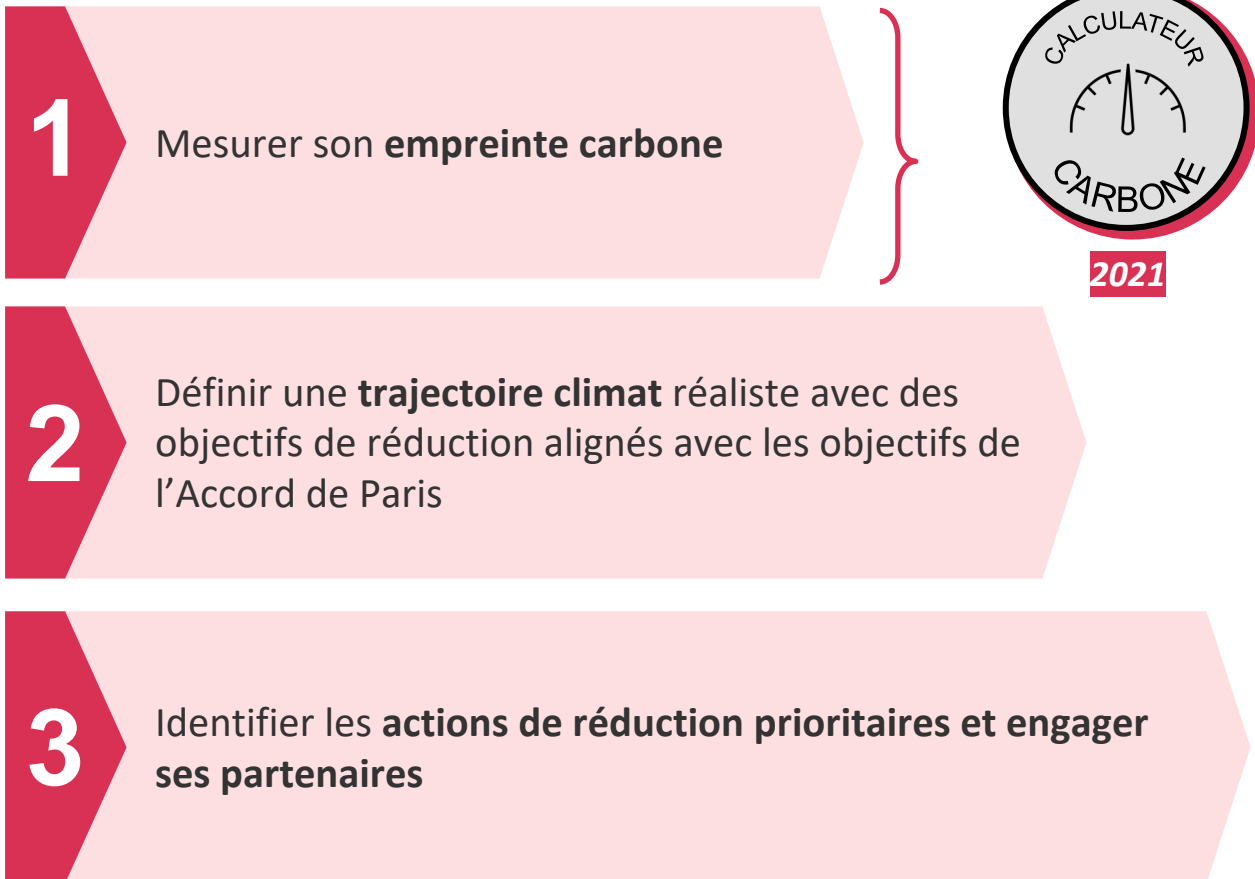 1
Mesurer son empreinte carbone
CALCULATEUR
CARBONE
2021
2
Définir une trajectoire climat réaliste avec des
objectifs de réduction alignés avec les objectifs de
l’Accord de Paris
3
Identifier les actions de réduction prioritaires et engager
ses partenaires